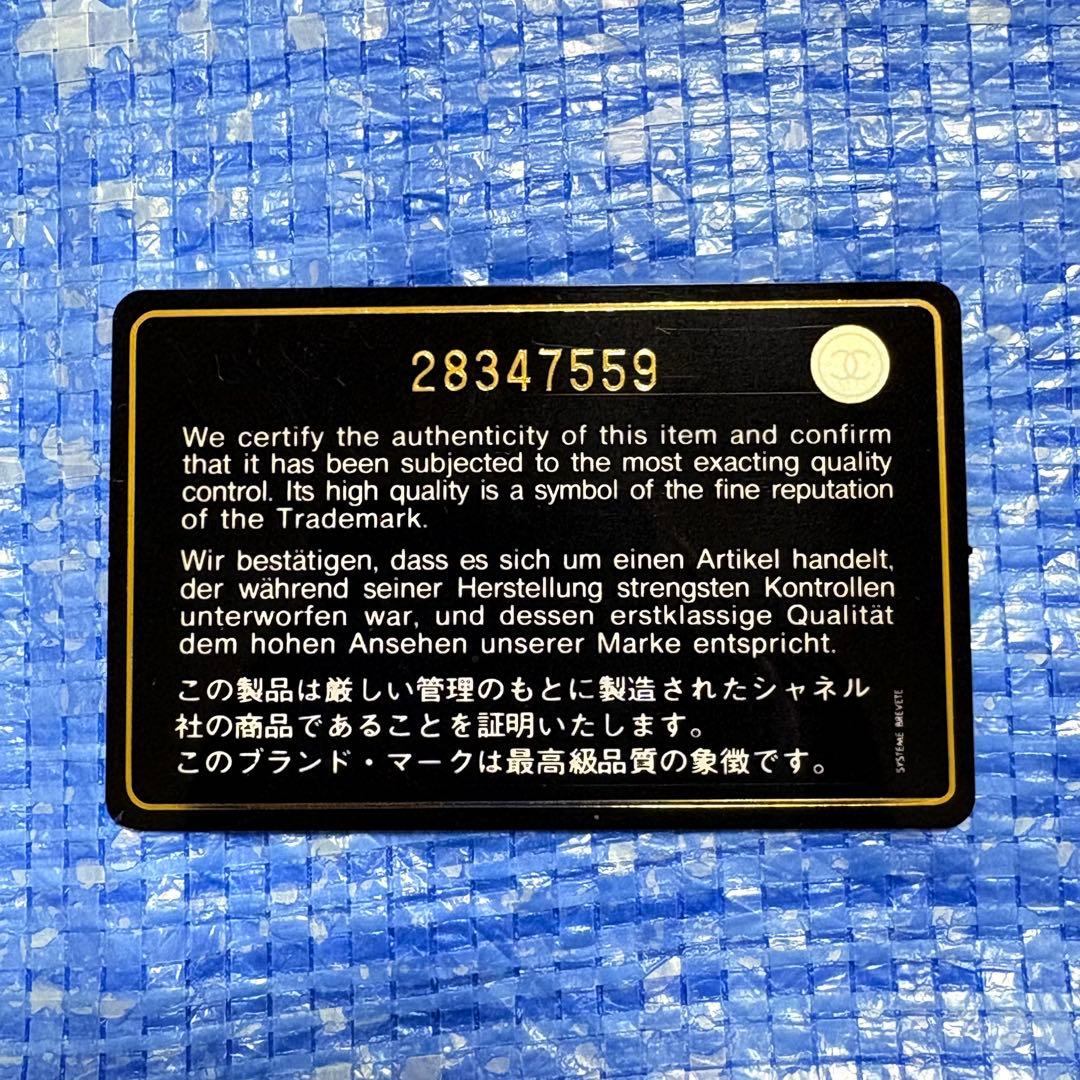 28347559
We certify the authenticity of this item and confirm
that it has been subjected to the most exacting quality
control. Its high quality is a symbol of the fine reputation
of the Trademark.
Wir bestätigen, dass es sich um einen Artikel handelt,
der während seiner Herstellung strengsten Kontrollen
unterworfen war, und dessen erstklassige Qualität
dem hohen Ansehen unserer Marke entspricht.
この製品は厳しい管理のもとに製造されたシャネル
社の商品であることを証明いたします。
このブランド・マークは最高級品質の象徴です。
SYSTEME BREVETE